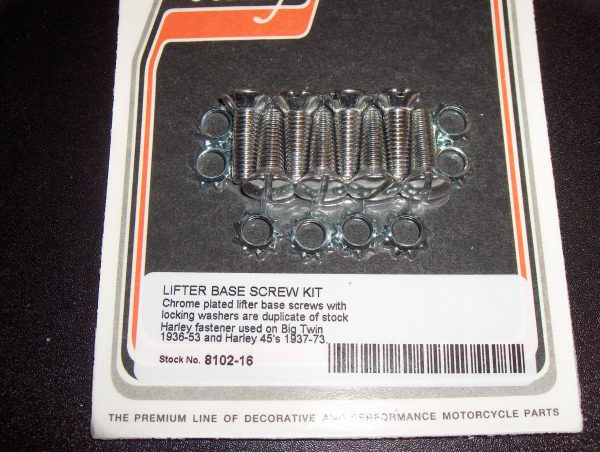 LIFTER BASE SCREW KIT
Chrome plated lifter base screws with
locking washers are duplicate of stock
Harley fastener used on Big Twin
1936-53 and Harley 45's 1937-73.
Stock No. 8102-16
THE PREMIUM LINE OF DECORATIVE AND PERFORMANCE MOTORCYCLE PARTS